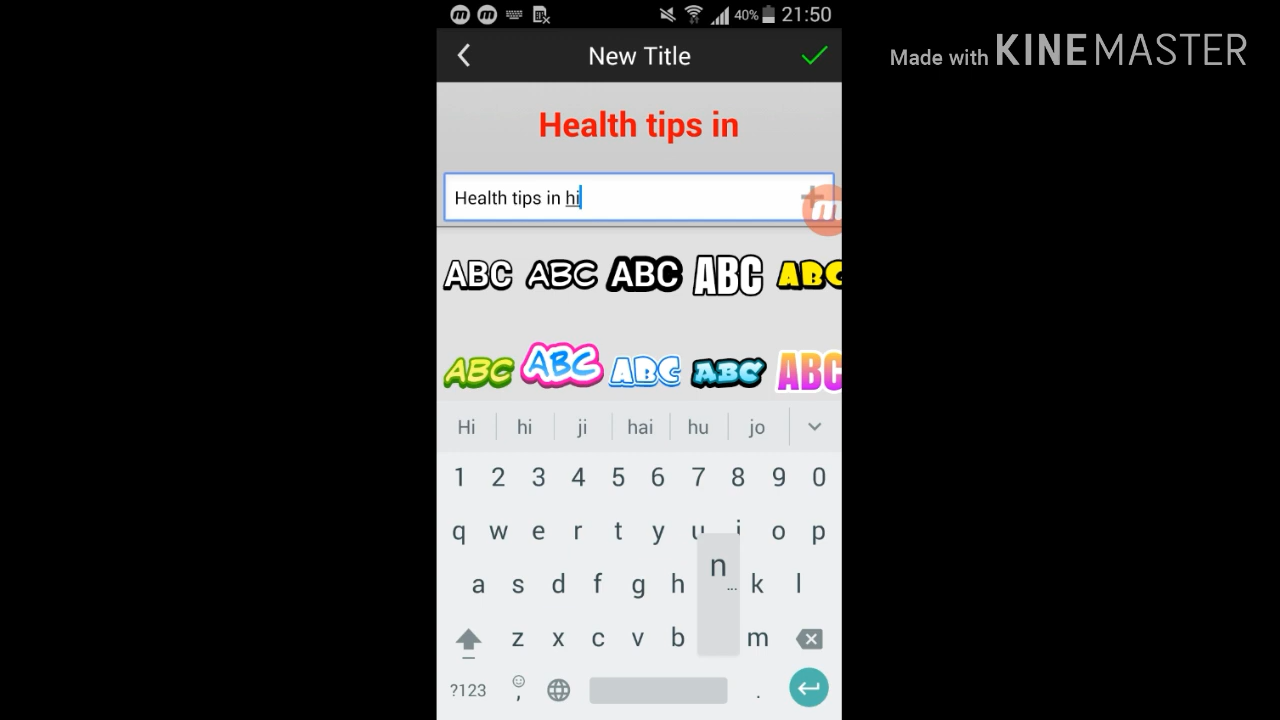 40% 21:50
New Title
Made with KINEMASTER
Health tips in
Health tips in hi
ABC ABC ABC ABC ABC
ABC ABC ABC ABC ABC
Hi hi ji hai hu jo
1 2 3 4 5 6 7 8 9 0
q w e r t y u i o p
a s d f g h n ... k l
z x c v b m
?123 , .